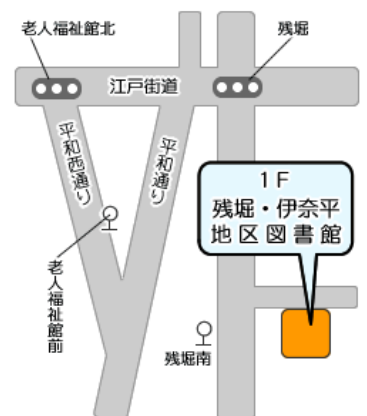 老人福祉館北
残堀
江戸街道
平和西通り
平和通り
1F
残堀・伊奈平
地区図書館
老人福祉館前
残堀南